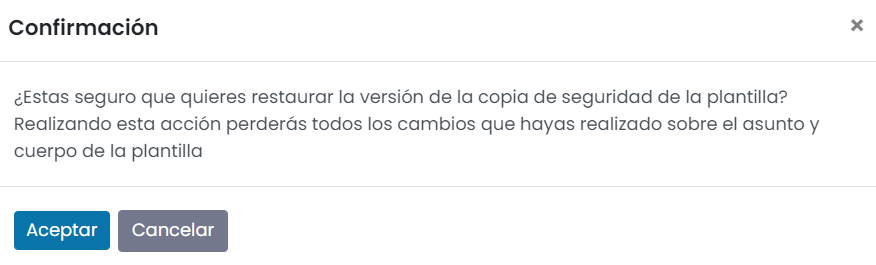 Confirmación
¿Estas seguro que quieres restaurar la versión de la copia de seguridad de la plantilla?
Realizando esta acción perderás todos los cambios que hayas realizado sobre el asunto y
cuerpo de la plantilla
Aceptar Cancelar